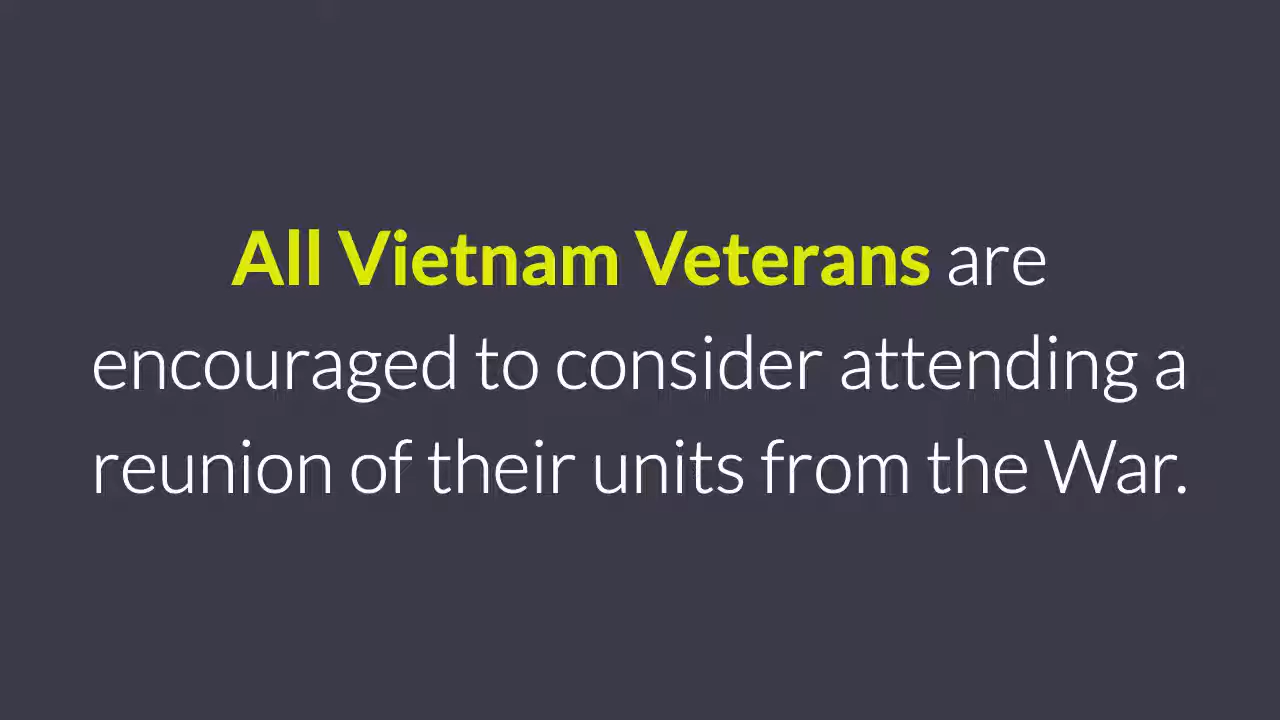 All Vietnam Veterans are
encouraged to consider attending a
reunion of their units from the War.